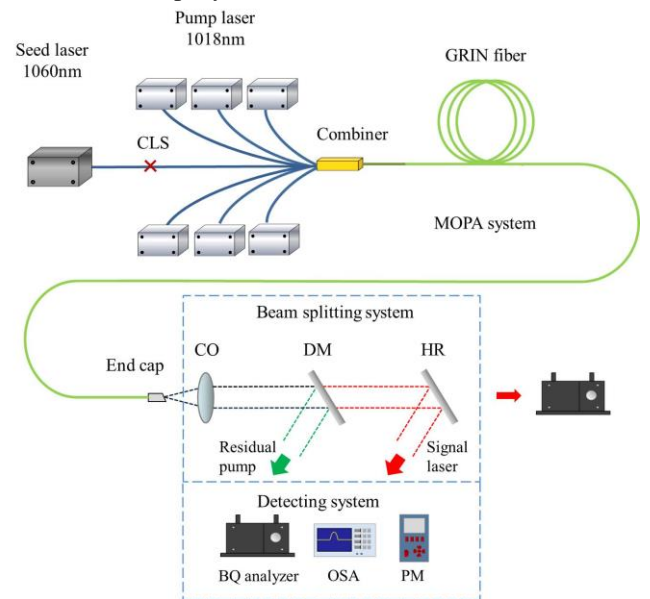 Pump laser
1018nm
Seed laser
1060nm
GRIN fiber
CLS
Combiner
MOPA system
Beam splitting system
CO
DM
HR
End cap
Residual
pump
Signal
laser
Detecting system
BQ analyzer
OSA
PM